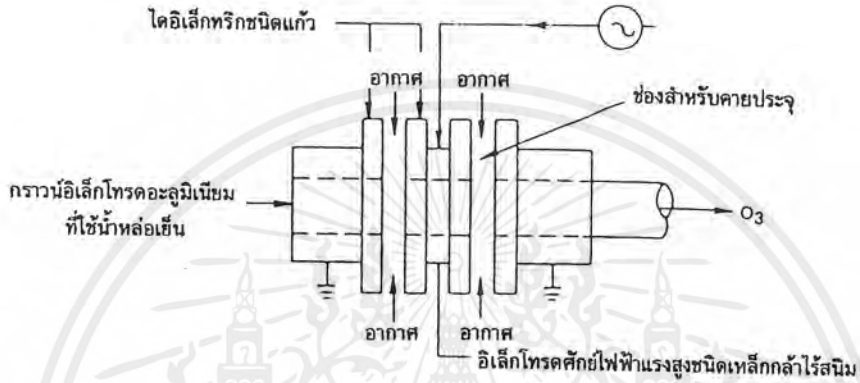 ไดอิเล็กทริกชนิดแก้ว
อากาศ
อากาศ
ช่องสำหรับคายประจุ
กราวน์อิเล็กโทรดอะลูมิเนียม
ที่ใช้น้ำหล่อเย็น
O3
อากาศ
อากาศ
อิเล็กโทรดศักย์ไฟฟ้าแรงสูงชนิดเหล็กกล้าไร้สนิม